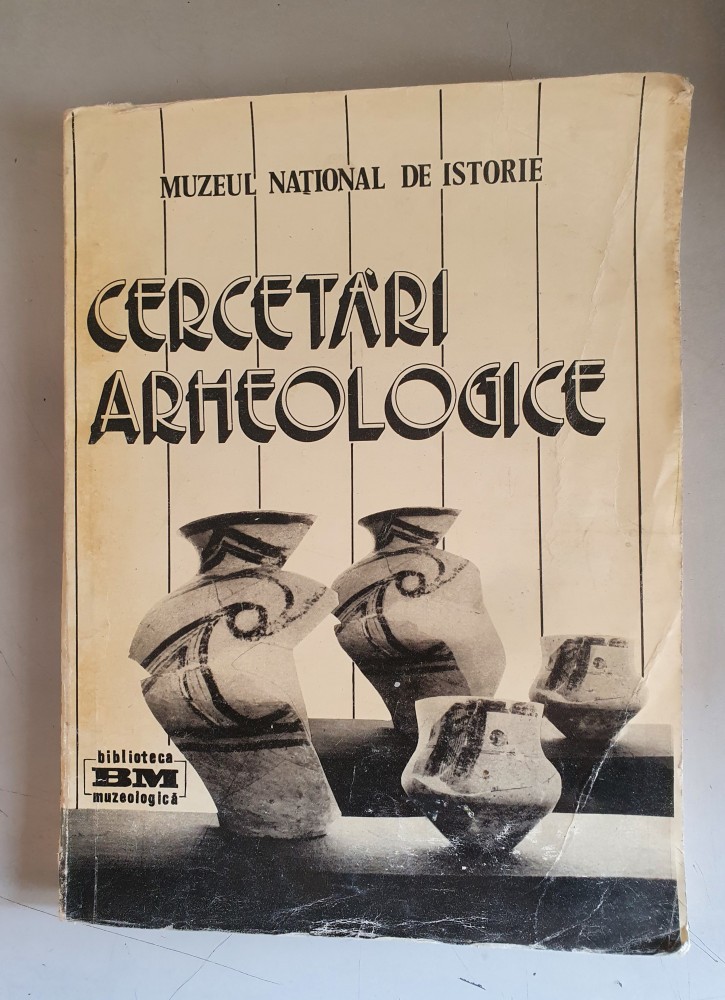 MUZEUL NAȚIONAL DE ISTORIE
CERCETĂRI
ARHEOLOGICE
biblioteca
BM
muzeologică